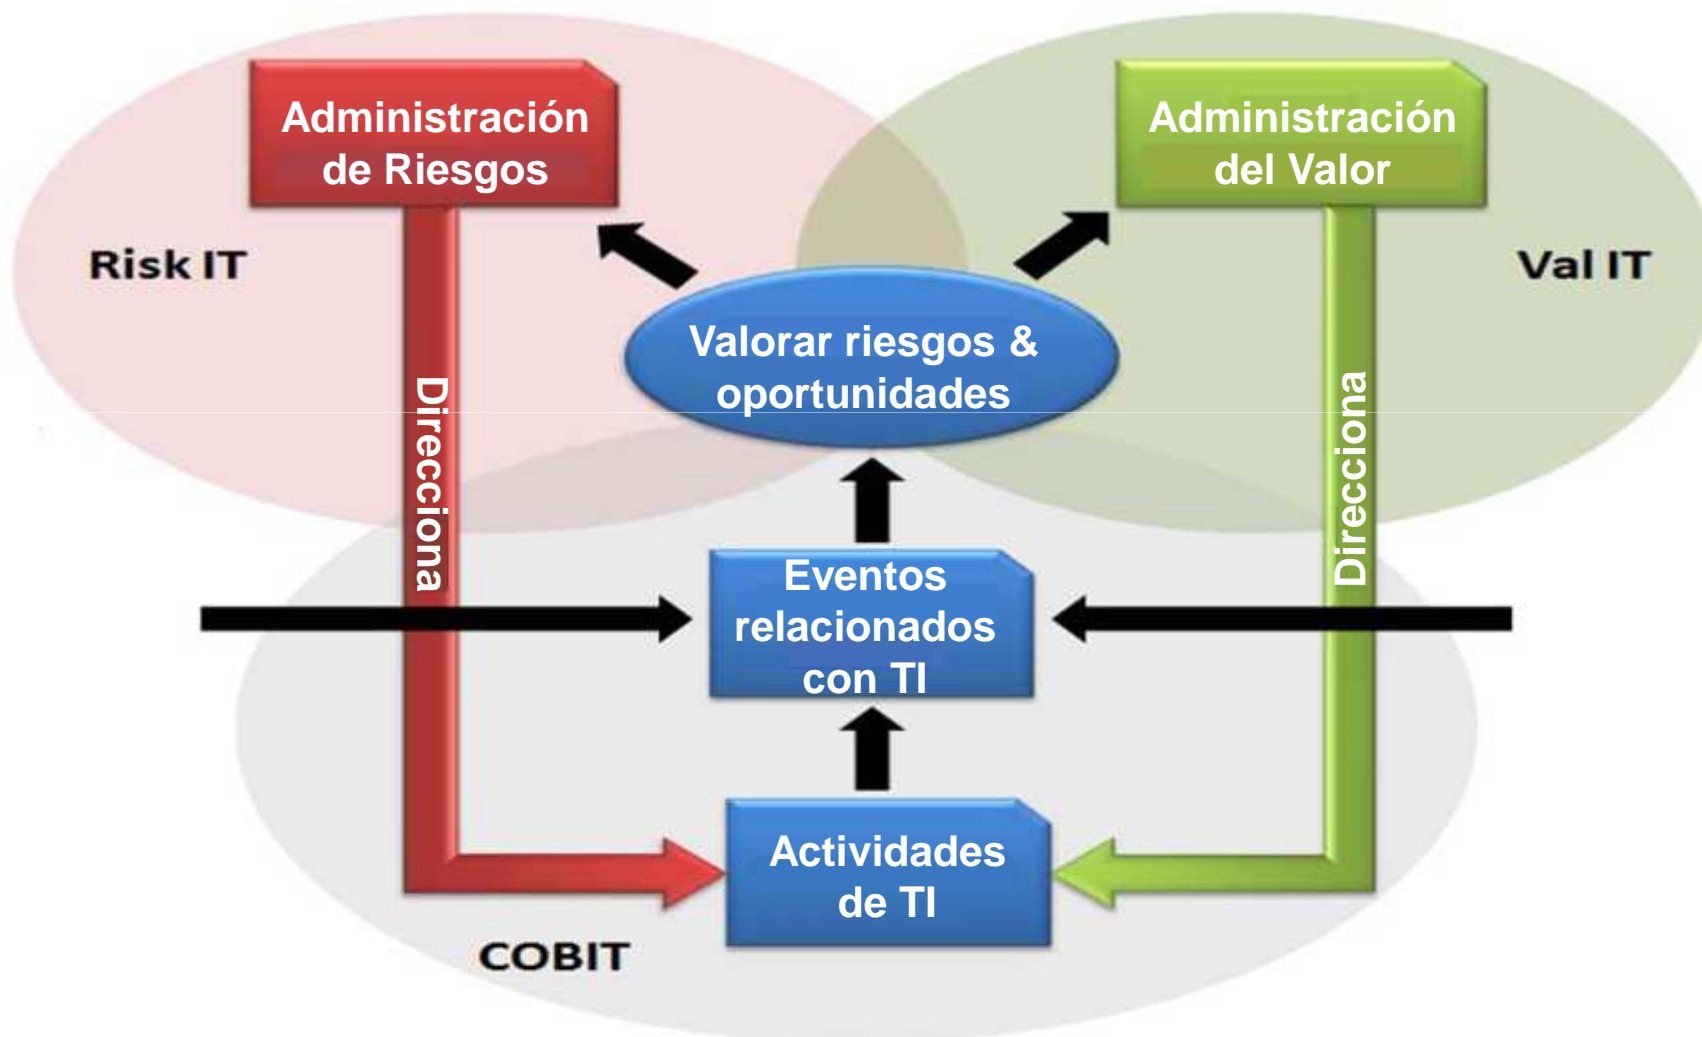 Administración
de Riesgos
Administración
del Valor
Risk IT
Val IT
Valorar riesgos &
oportunidades
Direcciona
Direcciona
Eventos
relacionados
con TI
Actividades
de TI
COBIT